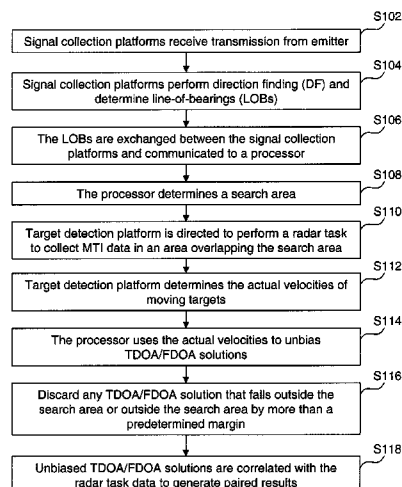 S102
Signal collection platforms receive transmission from emitter
S104
Signal collection platforms perform direction finding (DF) and
determine line-of-bearings (LOBs)
S106
The LOBs are exchanged between the signal collection
platforms and communicated to a processor
S108
The processor determines a search area
S110
Target detection platform is directed to perform a radar task
to collect MTI data in an area overlapping the search area
S112
Target detection platform determines the actual velocities of
moving targets
S114
The processor uses the actual velocities to unbias
TDOA/FDOA solutions
S116
Discard any TDOA/FDOA solution that falls outside the
search area or outside the search area by more than a
predetermined margin
S118
Unbiased TDOA/FDOA solutions are correlated with the
radar task data to generate paired results